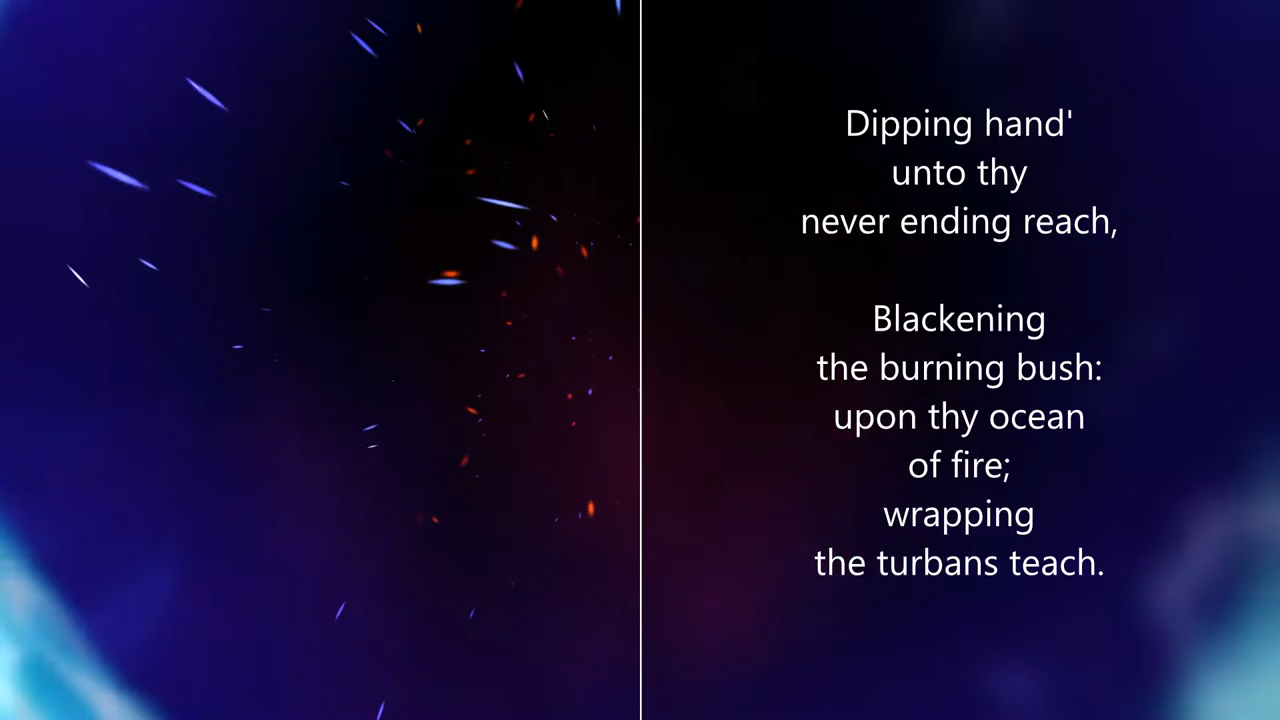 Dipping hand'
unto thy
never ending reach,
Blackening
the burning bush:
upon thy ocean
of fire;
wrapping
the turbans teach.